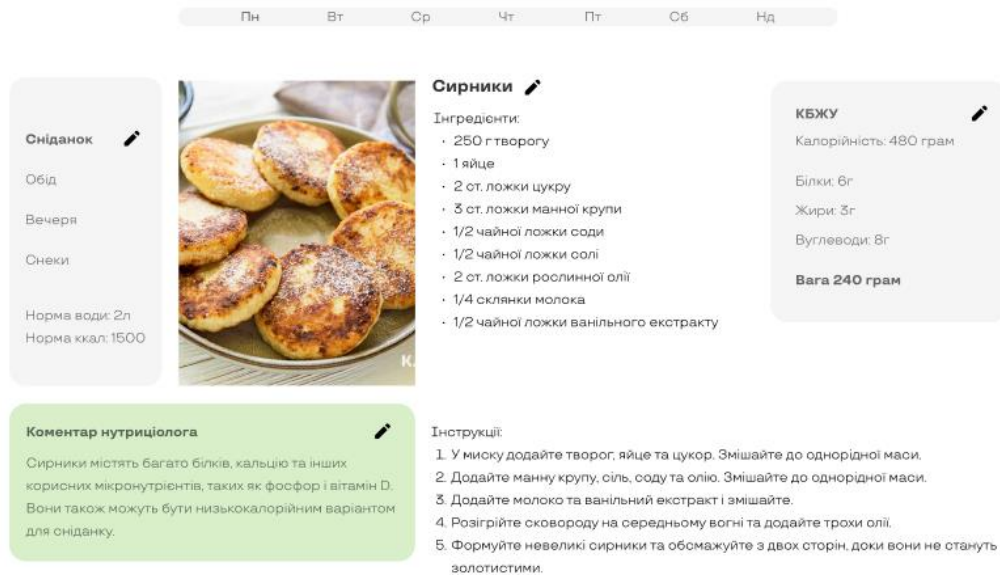 Пн Вт Ср Чт Пт Сб Нд
Сніданок
Обід
Вечеря
Снеки
Норма води: 2л
Норма ккал: 1500
Сирники
Інгредієнти:
· 250 г творогу
· 1 яйце
· 2 ст. ложки цукру
· 3 ст. ложки манної крупи
· 1/2 чайної ложки соди
· 1/2 чайної ложки солі
· 2 ст. ложки рослинної олії
· 1/4 склянки молока
· 1/2 чайної ложки ванільного екстракту
КБЖУ
Калорійність: 480 грам
Білки: 6г
Жири: 3г
Вуглеводи: 8г
Вага 240 грам
Коментар нутриціолога
Сирники містять багато білків, кальцію та інших
корисних мікронутрієнтів, таких як фосфор і вітамін D.
Вони також можуть бути низькокалорійним варіантом
для сніданку.
Інструкції:
1. У миску додайте творог, яйце та цукор. Змішайте до однорідної маси.
2. Додайте манну крупу, сіль, соду та олію. Змішайте до однорідної маси.
3. Додайте молоко та ванільний екстракт і змішайте.
4. Розігрійте сковороду на середньому вогні та додайте трохи олії.
5. Формуйте невеликі сирники та обсмажуйте з двох сторін, доки вони не стануть
золотистими.